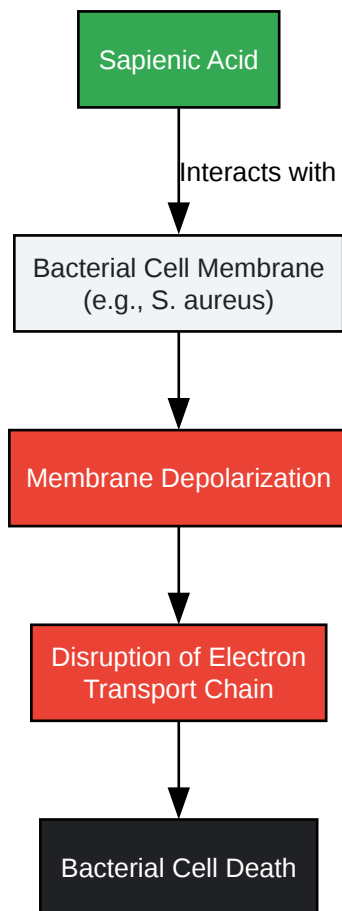 Sapienic Acid
Interacts with
Bacterial Cell Membrane
(e.g., S. aureus)
Membrane Depolarization
Disruption of Electron
Transport Chain
Bacterial Cell Death